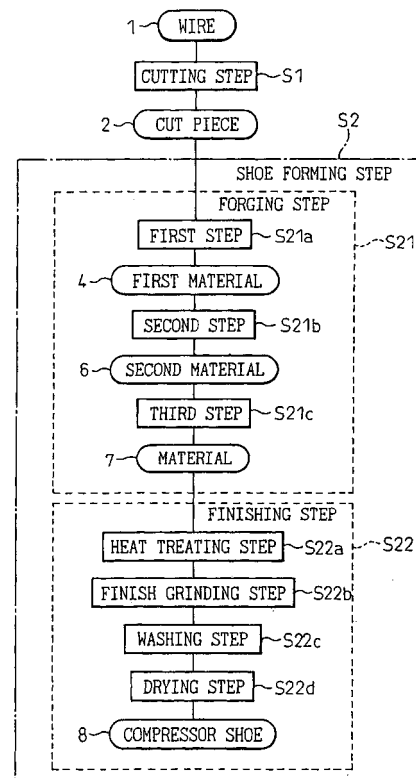 1 WIRE
CUTTING STEP S1
2 CUT PIECE
S2
SHOE FORMING STEP
FORGING STEP
S21
FIRST STEP S21a
4 FIRST MATERIAL
SECOND STEP S21b
6 SECOND MATERIAL
THIRD STEP S21c
7 MATERIAL
FINISHING STEP
S22
HEAT TREATING STEP S22a
FINISH GRINDING STEP S22b
WASHING STEP S22c
DRYING STEP S22d
8 COMPRESSOR SHOE